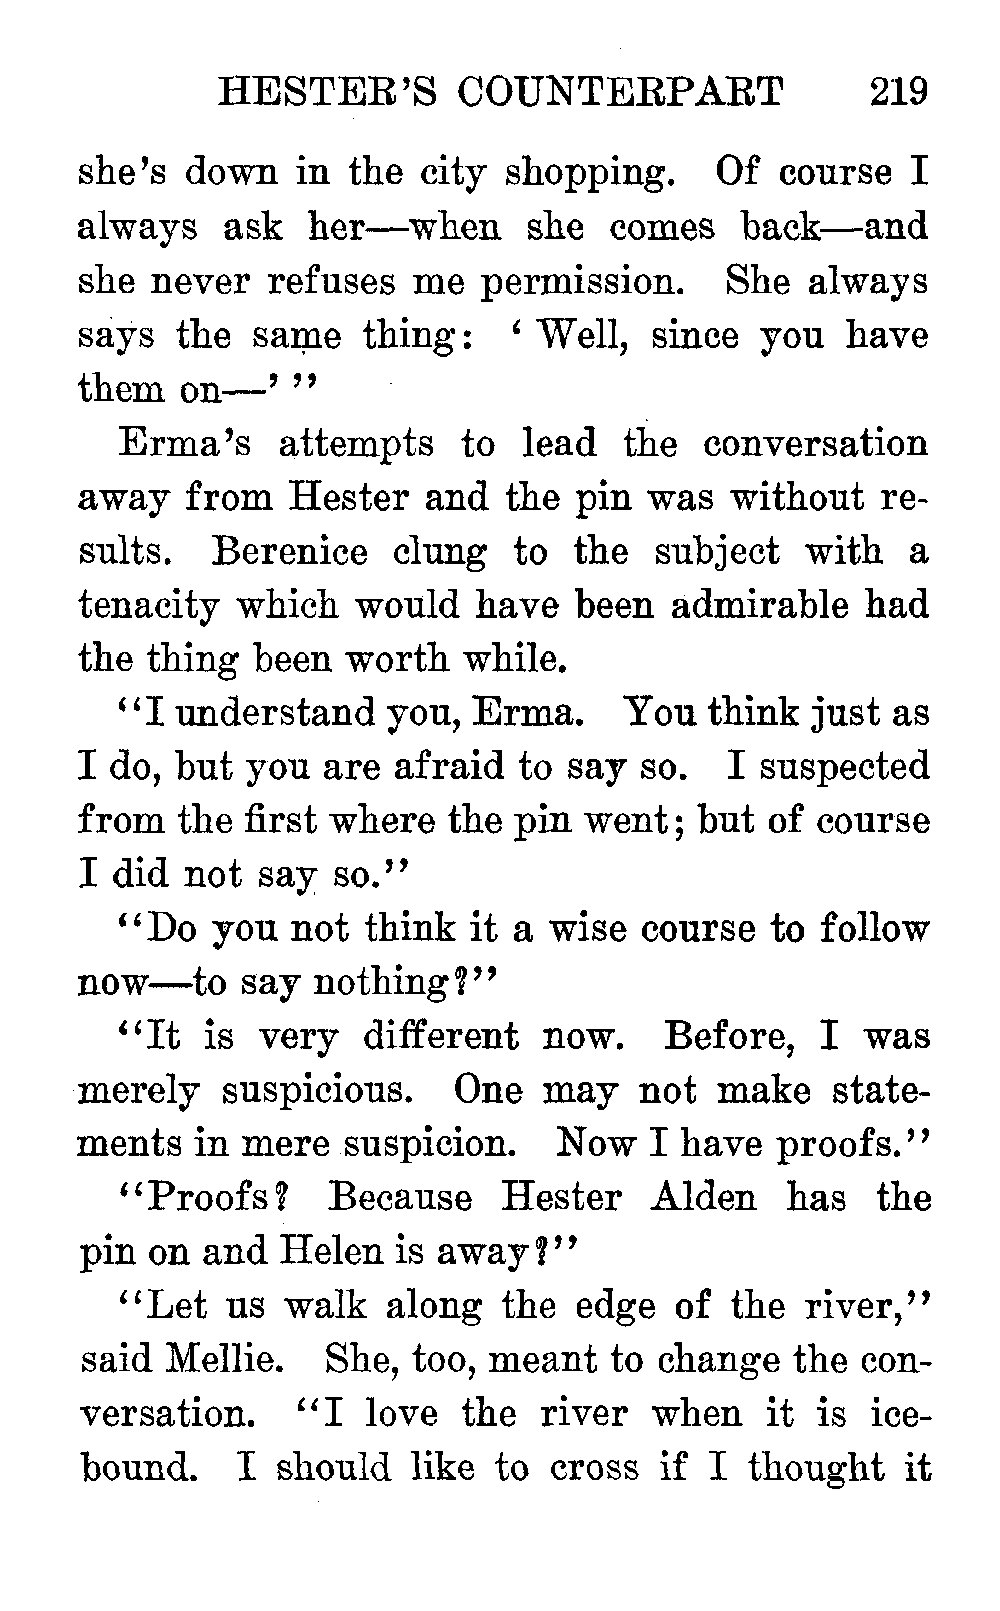 HESTER'S COUNTERPART 219
she's down in the city shopping. Of course I
always ask her—when she comes back—and
she never refuses me permission. She always
says the same thing: ‘ Well, since you have
them on—’ ”
Erma's attempts to lead the conversation
away from Hester and the pin was without re-
sults. Berenice clung to the subject with a
tenacity which would have been admirable had
the thing been worth while.
“I understand you, Erma. You think just as
I do, but you are afraid to say so. I suspected
from the first where the pin went; but of course
I did not say so.”
“Do you not think it a wise course to follow
now—to say nothing?”
“It is very different now. Before, I was
merely suspicious. One may not make state-
ments in mere suspicion. Now I have proofs.”
“Proofs? Because Hester Alden has the
pin on and Helen is away?”
“Let us walk along the edge of the river,”
said Mellie. She, too, meant to change the con-
versation. “I love the river when it is ice-
bound. I should like to cross if I thought it